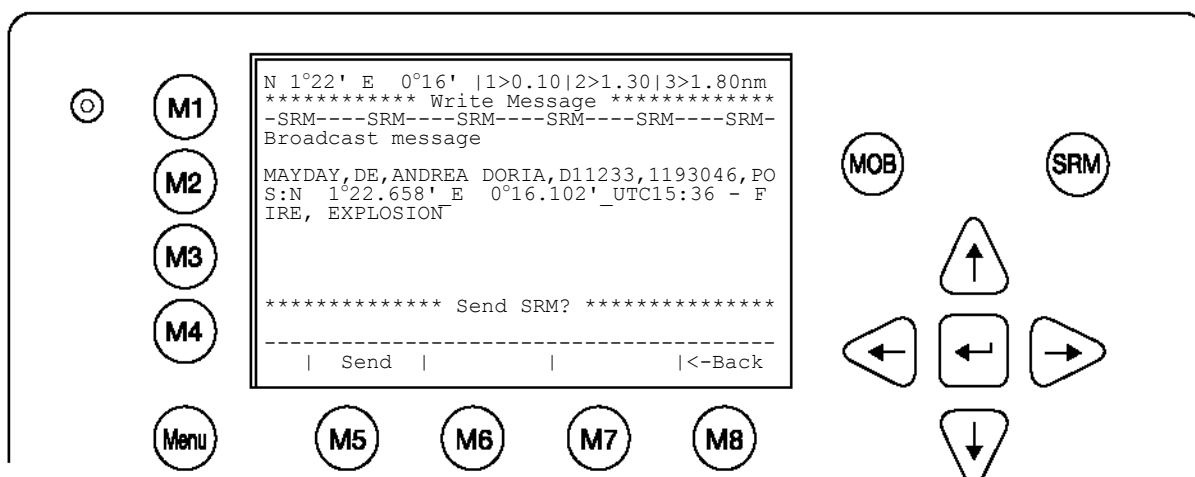 N 1°22' E  0°16' |1>0.10|2>1.30|3>1.80nm
************ Write Message *************
-SRM----SRM----SRM----SRM----SRM----SRM-
Broadcast message
MAYDAY,DE,ANDREA DORIA,D11233,1193046,PO
S:N  1°22.658'_E  0°16.102'_UTC15:36 - F
IRE, EXPLOSION
************** Send SRM? ***************
----------------------------------------
| Send | | |<-Back
M1
M2
M3
M4
Menu
M5 M6 M7 M8
MOB SRM